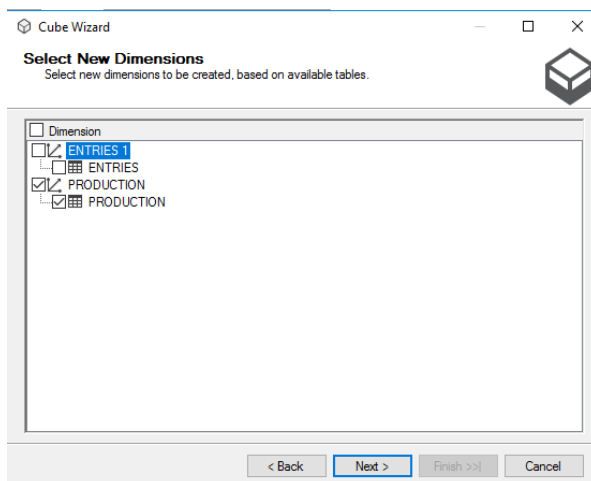 Cube Wizard
Select New Dimensions
Select new dimensions to be created, based on available tables.
Dimension
ENTRIES 1
ENTRIES
PRODUCTION
PRODUCTION
< Back Next > Finish >>| Cancel